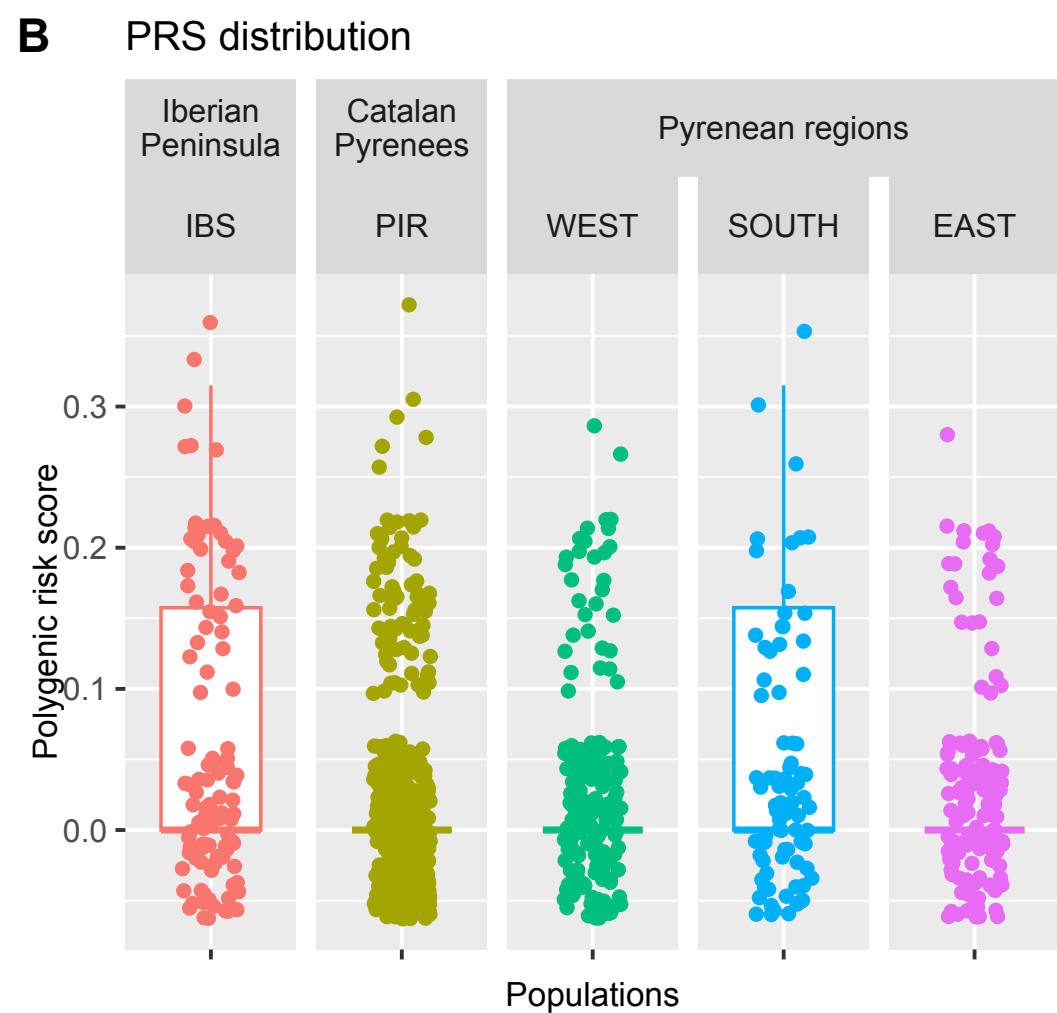 B PRS distribution
Iberian
Peninsula
Catalan
Pyrenees
Pyrenean regions
IBS
PIR
WEST
SOUTH
EAST
Polygenic risk score
0.3
0.2
0.1
0.0
Populations